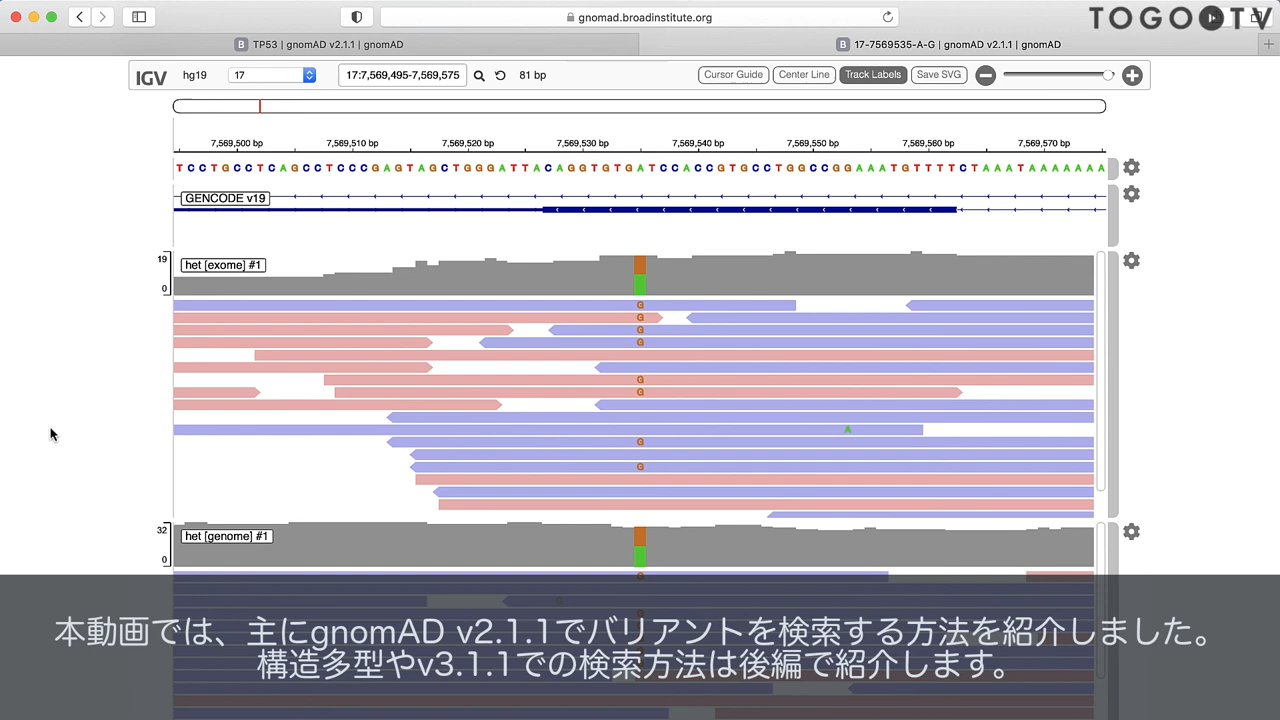 gnomad.broadinstitute.org
TOGO TV
B TP53 | gnomAD v2.1.1 | gnomAD
B 17-7569535-A-G | gnomAD v2.1.1 | gnomAD
IGV hg19 17 17:7,569,495-7,569,575 81 bp Cursor Guide Center Line Track Labels Save SVG
7,569,500 bp 7,569,510 bp 7,569,520 bp 7,569,530 bp 7,569,540 bp 7,569,550 bp 7,569,560 bp 7,569,570 bp
TCCTGCCTCAGCCTCCCGAGTAGCTGGGATTACAGGTGTGATCCACCGTGCCTGGCCGGAAATGTTTTCTAAATAAAAAAA
GENCODE v19
19
het [exome] #1
0
G
G
G
G
G
G
A
G
G
32
het [genome] #1
0
G
本動画では、主にgnomAD v2.1.1でバリアントを検索する方法を紹介しました。
構造多型やv3.1.1での検索方法は後編で紹介します。